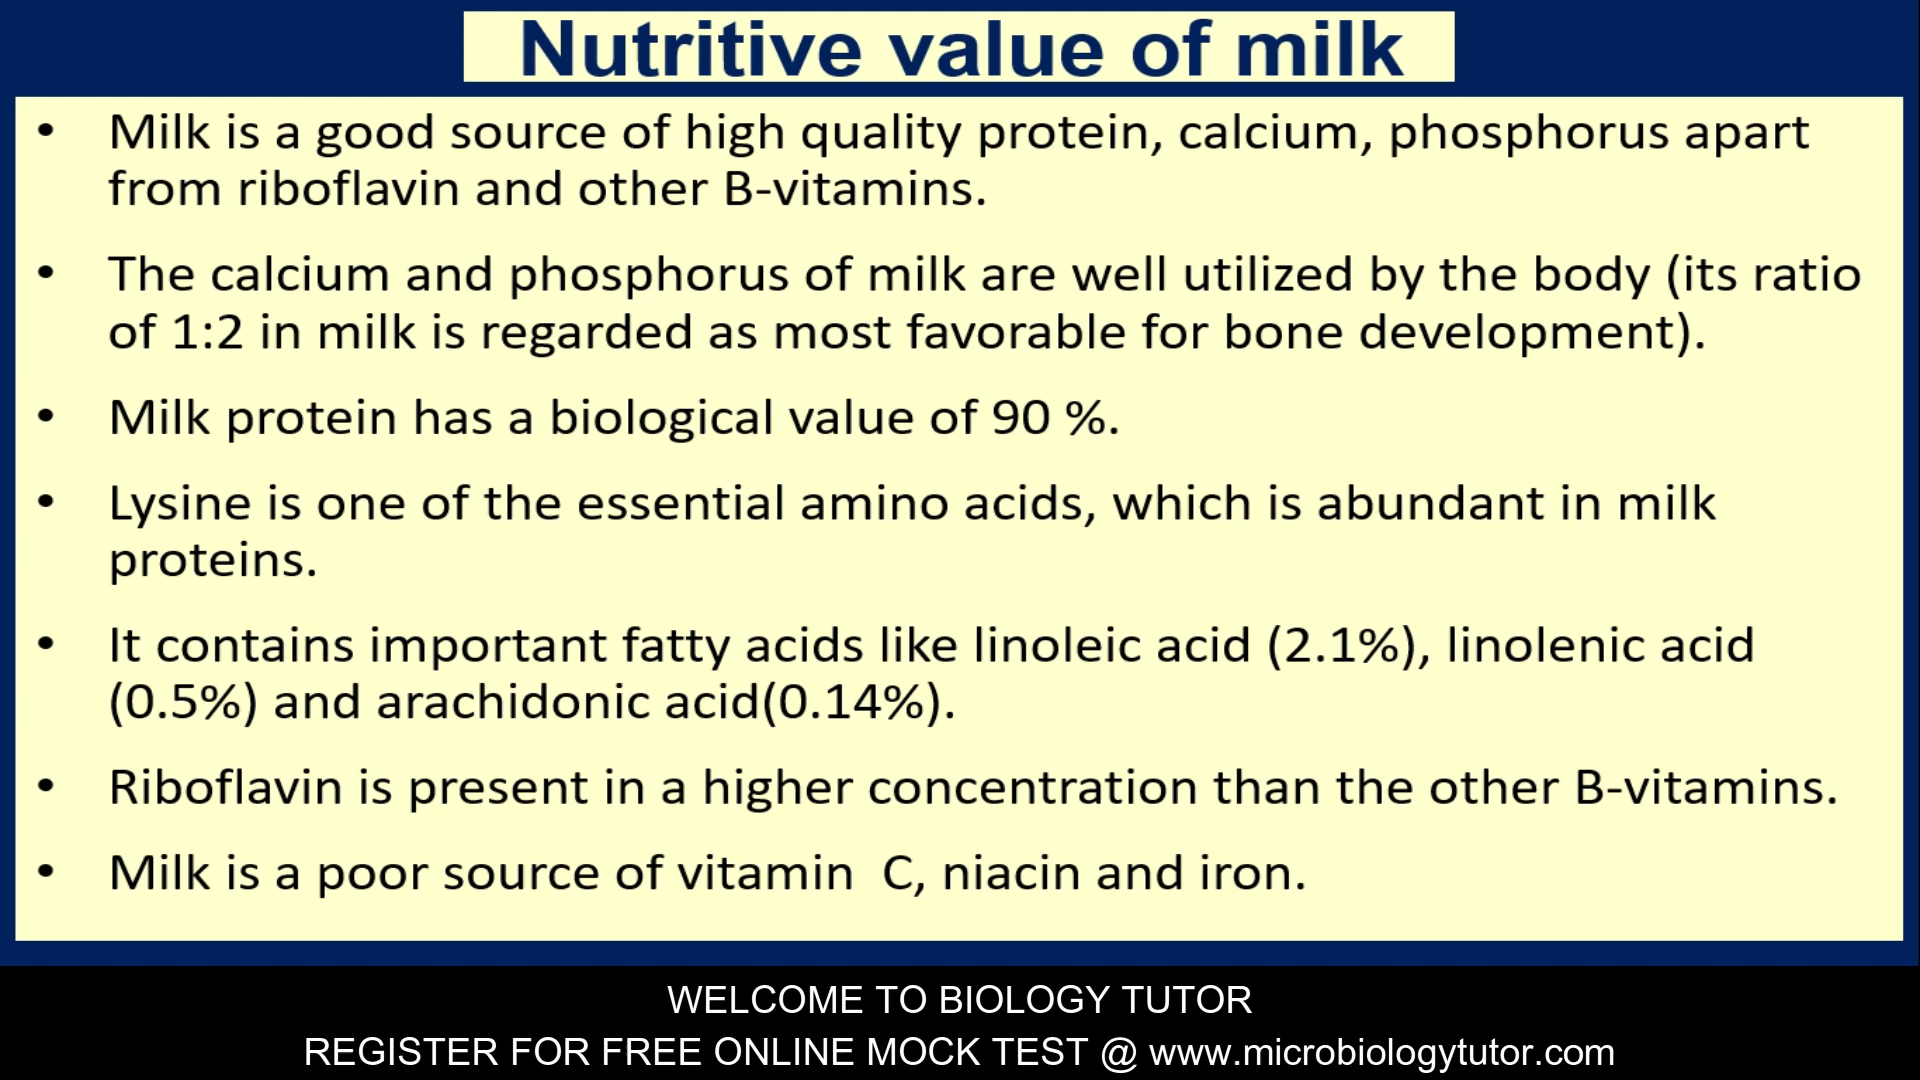 Nutritive value of milk
• Milk is a good source of high quality protein, calcium, phosphorus apart
from riboflavin and other B-vitamins.
• The calcium and phosphorus of milk are well utilized by the body (its ratio
of 1:2 in milk is regarded as most favorable for bone development).
• Milk protein has a biological value of 90 %.
• Lysine is one of the essential amino acids, which is abundant in milk
proteins.
• It contains important fatty acids like linoleic acid (2.1%), linolenic acid
(0.5%) and arachidonic acid(0.14%).
• Riboflavin is present in a higher concentration than the other B-vitamins.
• Milk is a poor source of vitamin  C, niacin and iron.
WELCOME TO BIOLOGY TUTOR
REGISTER FOR FREE ONLINE MOCK TEST @ www.microbiologytutor.com